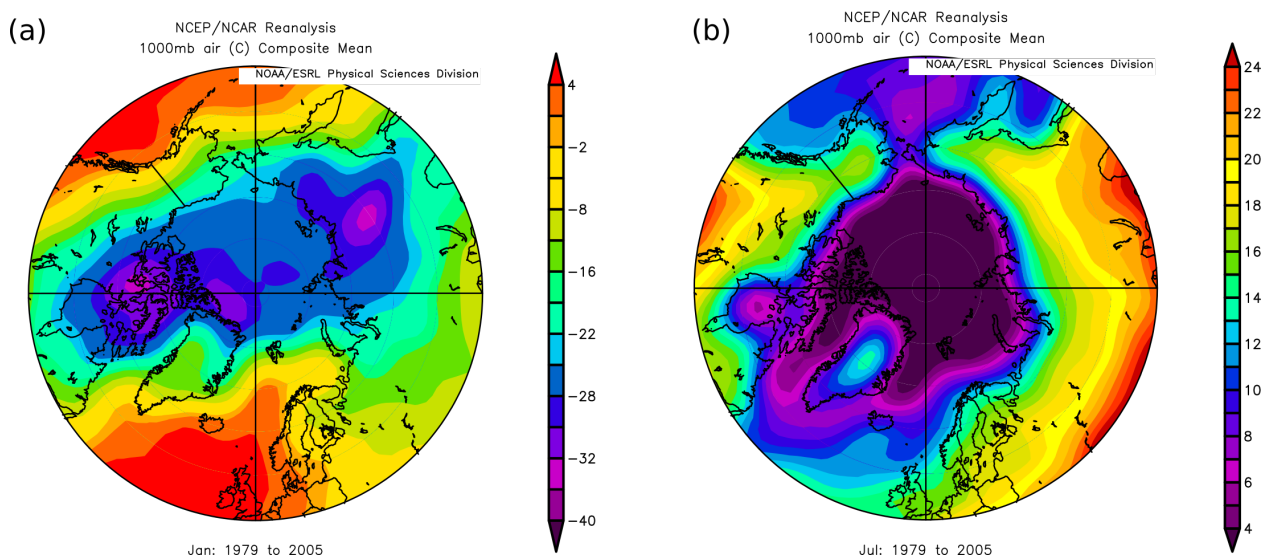 (a)
NCEP/NCAR Reanalysis
1000mb air (C) Composite Mean
NOAA/ESRL Physical Sciences Division
4
−2
−8
−16
−22
−28
−32
−40
Jan: 1979 to 2005
(b)
NCEP/NCAR Reanalysis
1000mb air (C) Composite Mean
NOAA/ESRL Physical Sciences Division
24
22
20
18
16
14
12
10
8
6
4
Jul: 1979 to 2005